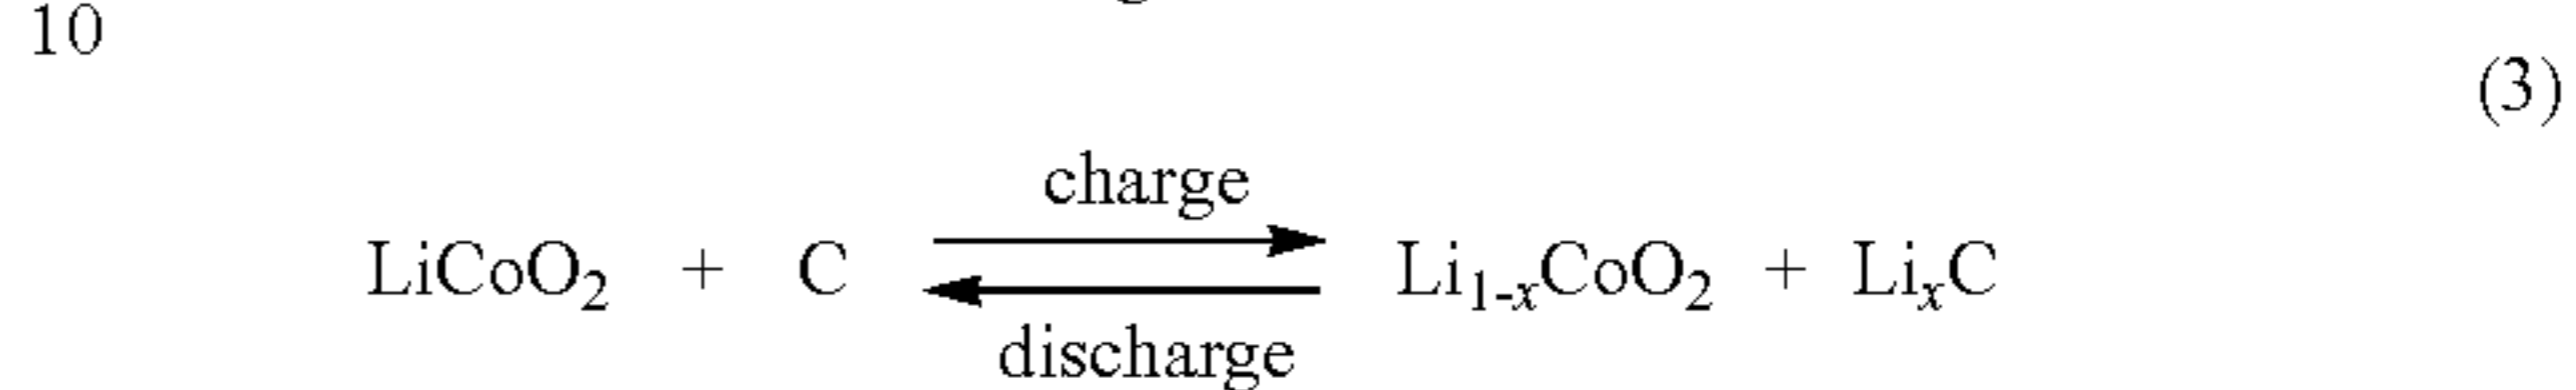 10
(3)
charge
LiCoO₂ + C ⇌ Li₁₋ₓCoO₂ + LiₓC
discharge